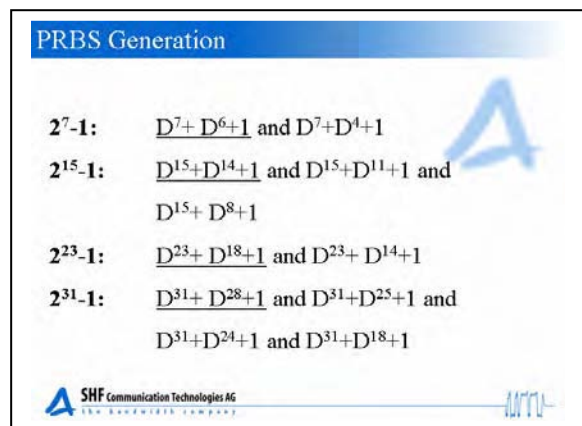 PRBS Generation
2⁷-1: D⁷+ D⁶+1 and D⁷+D⁴+1
2¹⁵-1: D¹⁵+D¹⁴+1 and D¹⁵+D¹¹+1 and
D¹⁵+ D⁸+1
2²³-1: D²³+ D¹⁸+1 and D²³+ D¹⁴+1
2³¹-1: D³¹+ D²⁸+1 and D³¹+D²⁵+1 and
D³¹+D²⁴+1 and D³¹+D¹⁸+1
SHF Communication Technologies AG
the bandwidth company